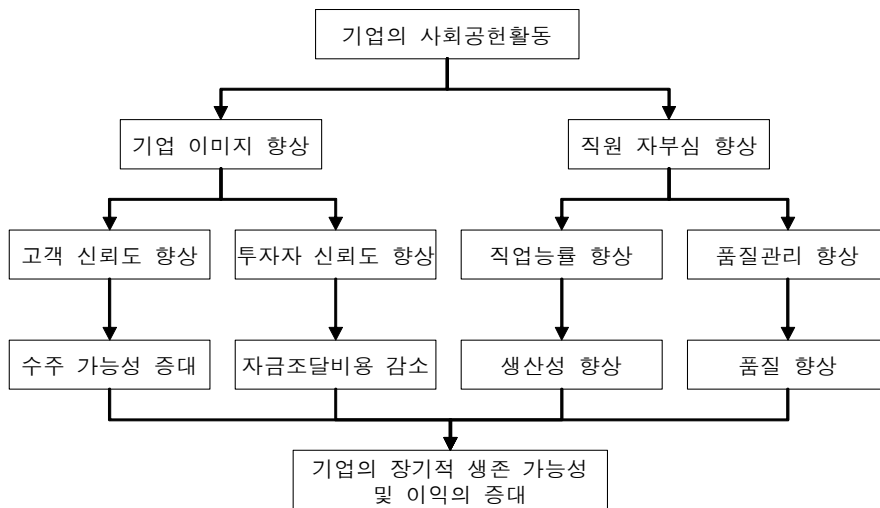 기업의 사회공헌활동
기업 이미지 향상
직원 자부심 향상
고객 신뢰도 향상
투자자 신뢰도 향상
직업능률 향상
품질관리 향상
수주 가능성 증대
자금조달비용 감소
생산성 향상
품질 향상
기업의 장기적 생존 가능성
및 이익의 증대